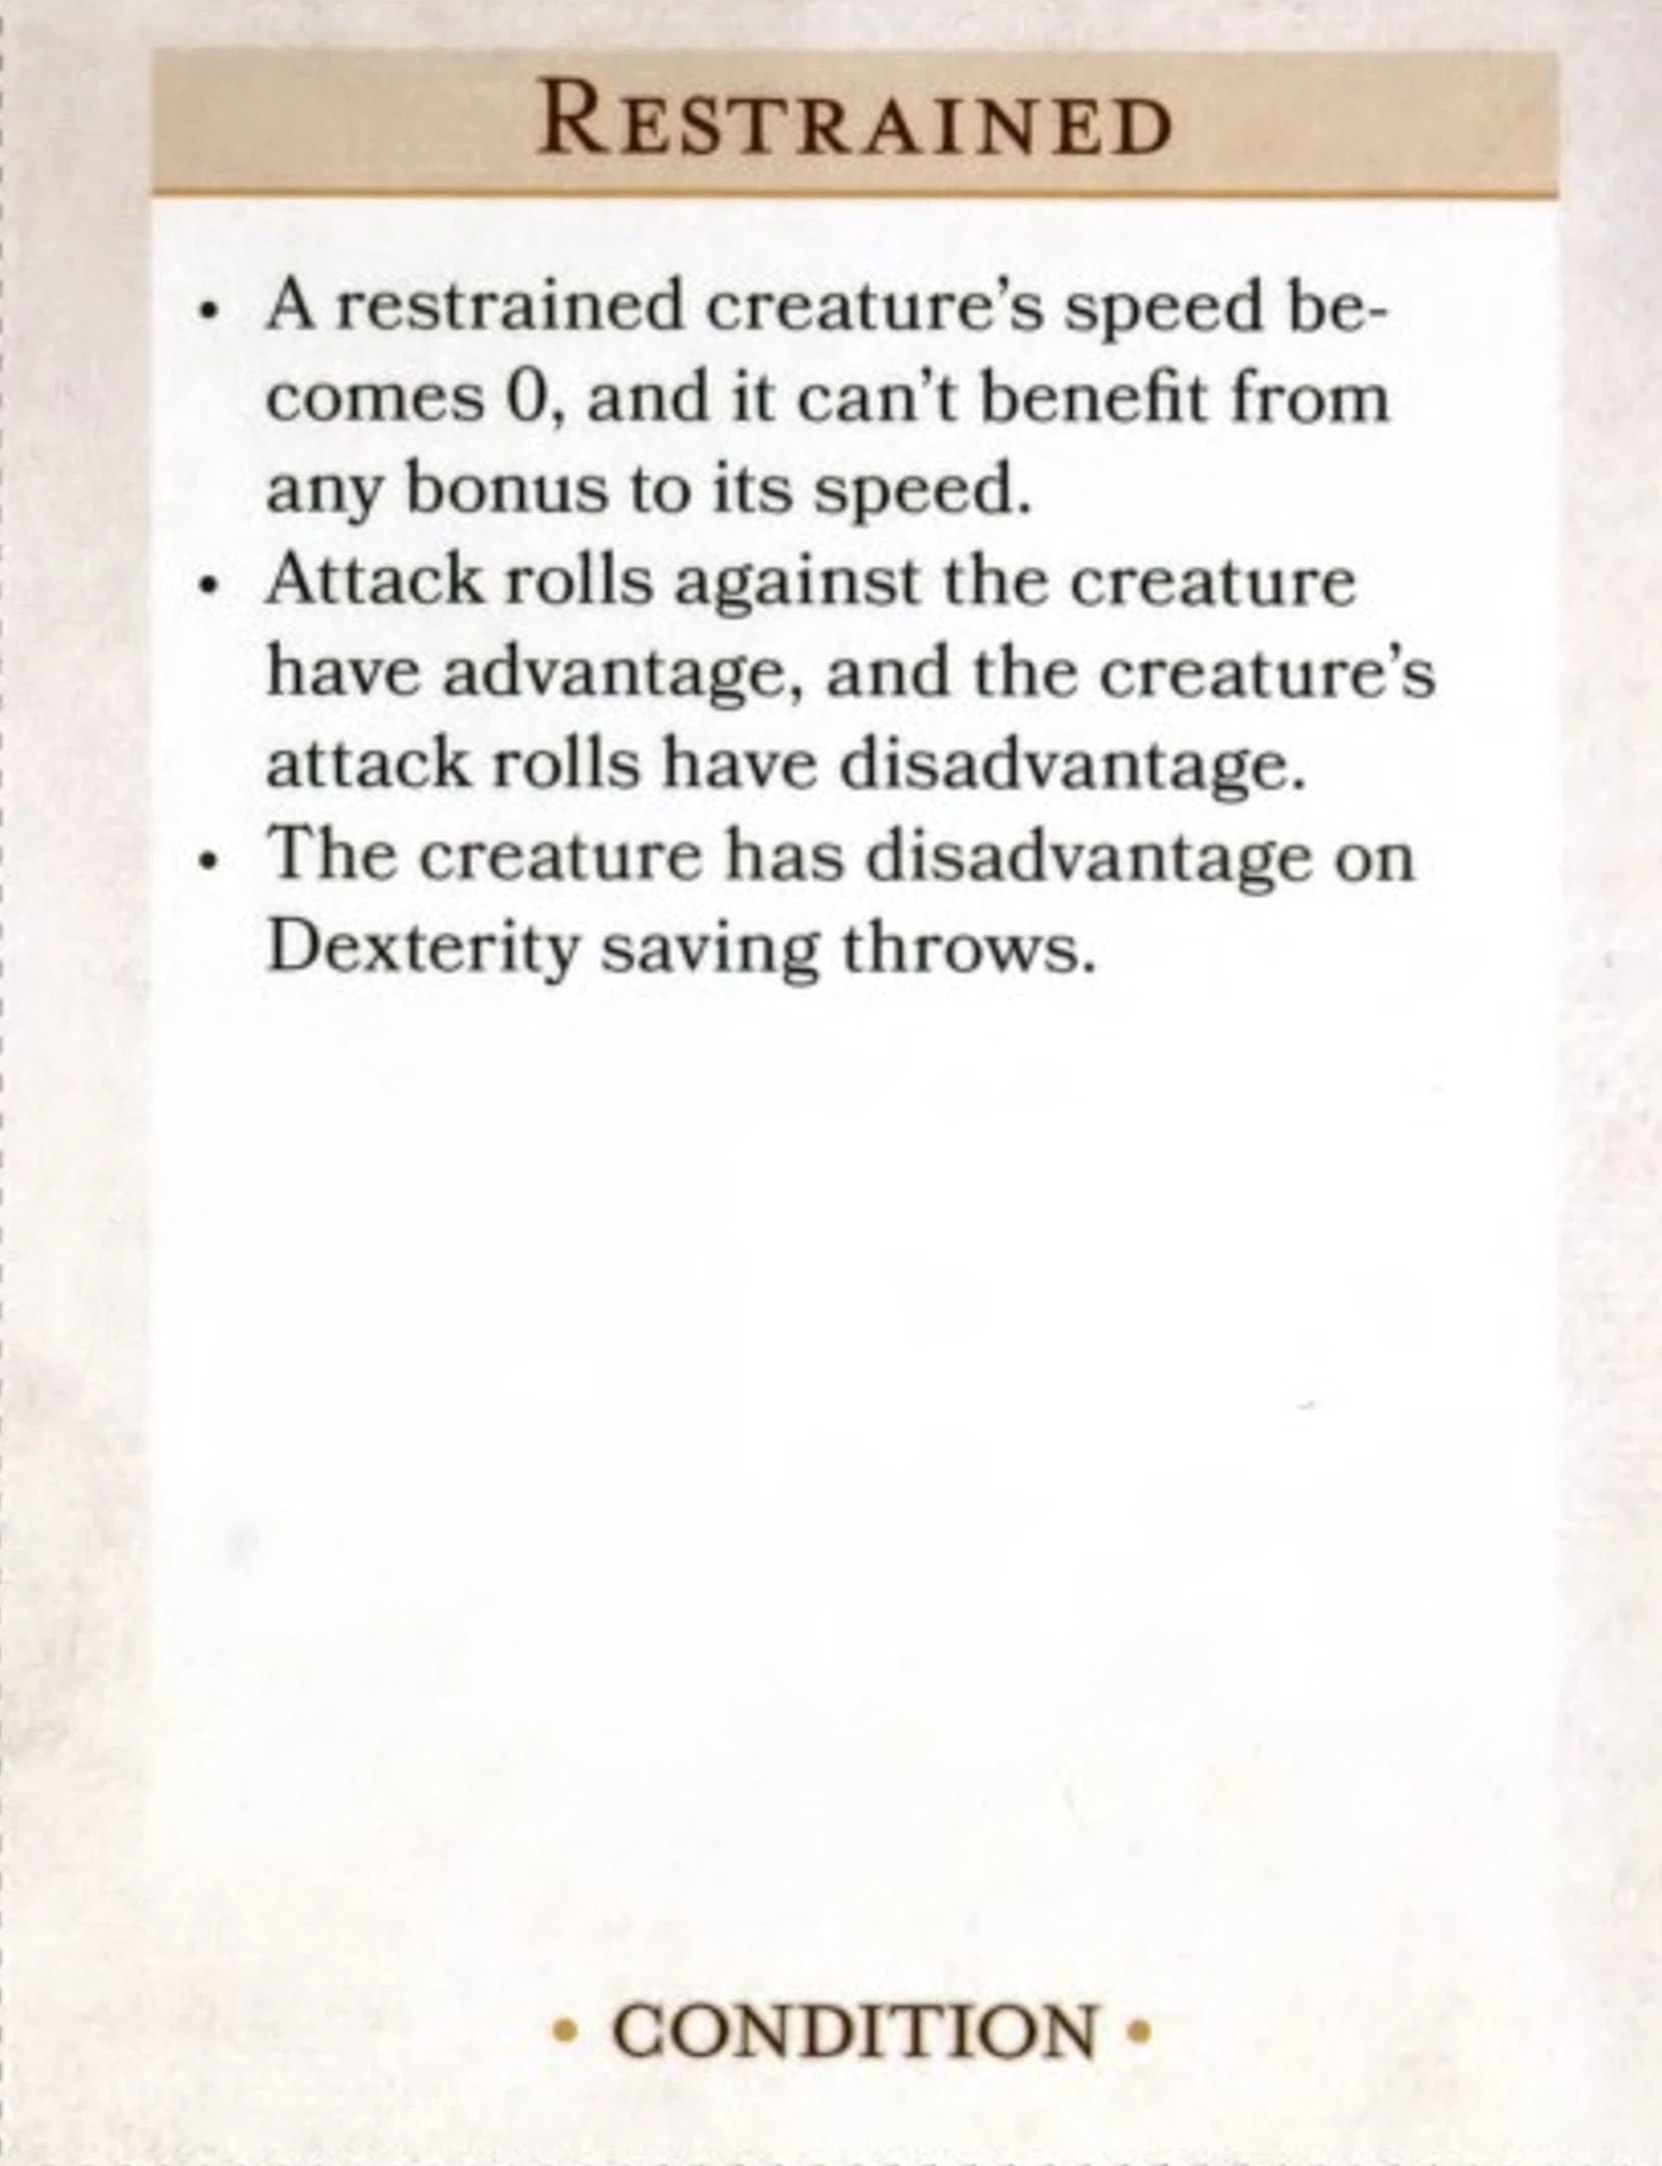 RESTRAINED
• A restrained creature’s speed be-
comes 0, and it can’t benefit from
any bonus to its speed.
• Attack rolls against the creature
have advantage, and the creature’s
attack rolls have disadvantage.
• The creature has disadvantage on
Dexterity saving throws.
• CONDITION •